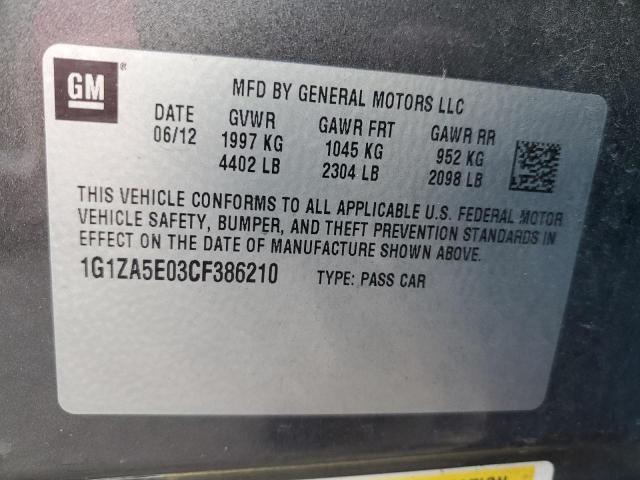 GM ®
MFD BY GENERAL MOTORS LLC
DATE GVWR GAWR FRT GAWR RR
06/12 1997 KG 1045 KG 952 KG
4402 LB 2304 LB 2098 LB
THIS VEHICLE CONFORMS TO ALL APPLICABLE U.S. FEDERAL MOTOR
VEHICLE SAFETY, BUMPER, AND THEFT PREVENTION STANDARDS IN
EFFECT ON THE DATE OF MANUFACTURE SHOWN ABOVE.
1G1ZA5E03CF386210 TYPE: PASS CAR